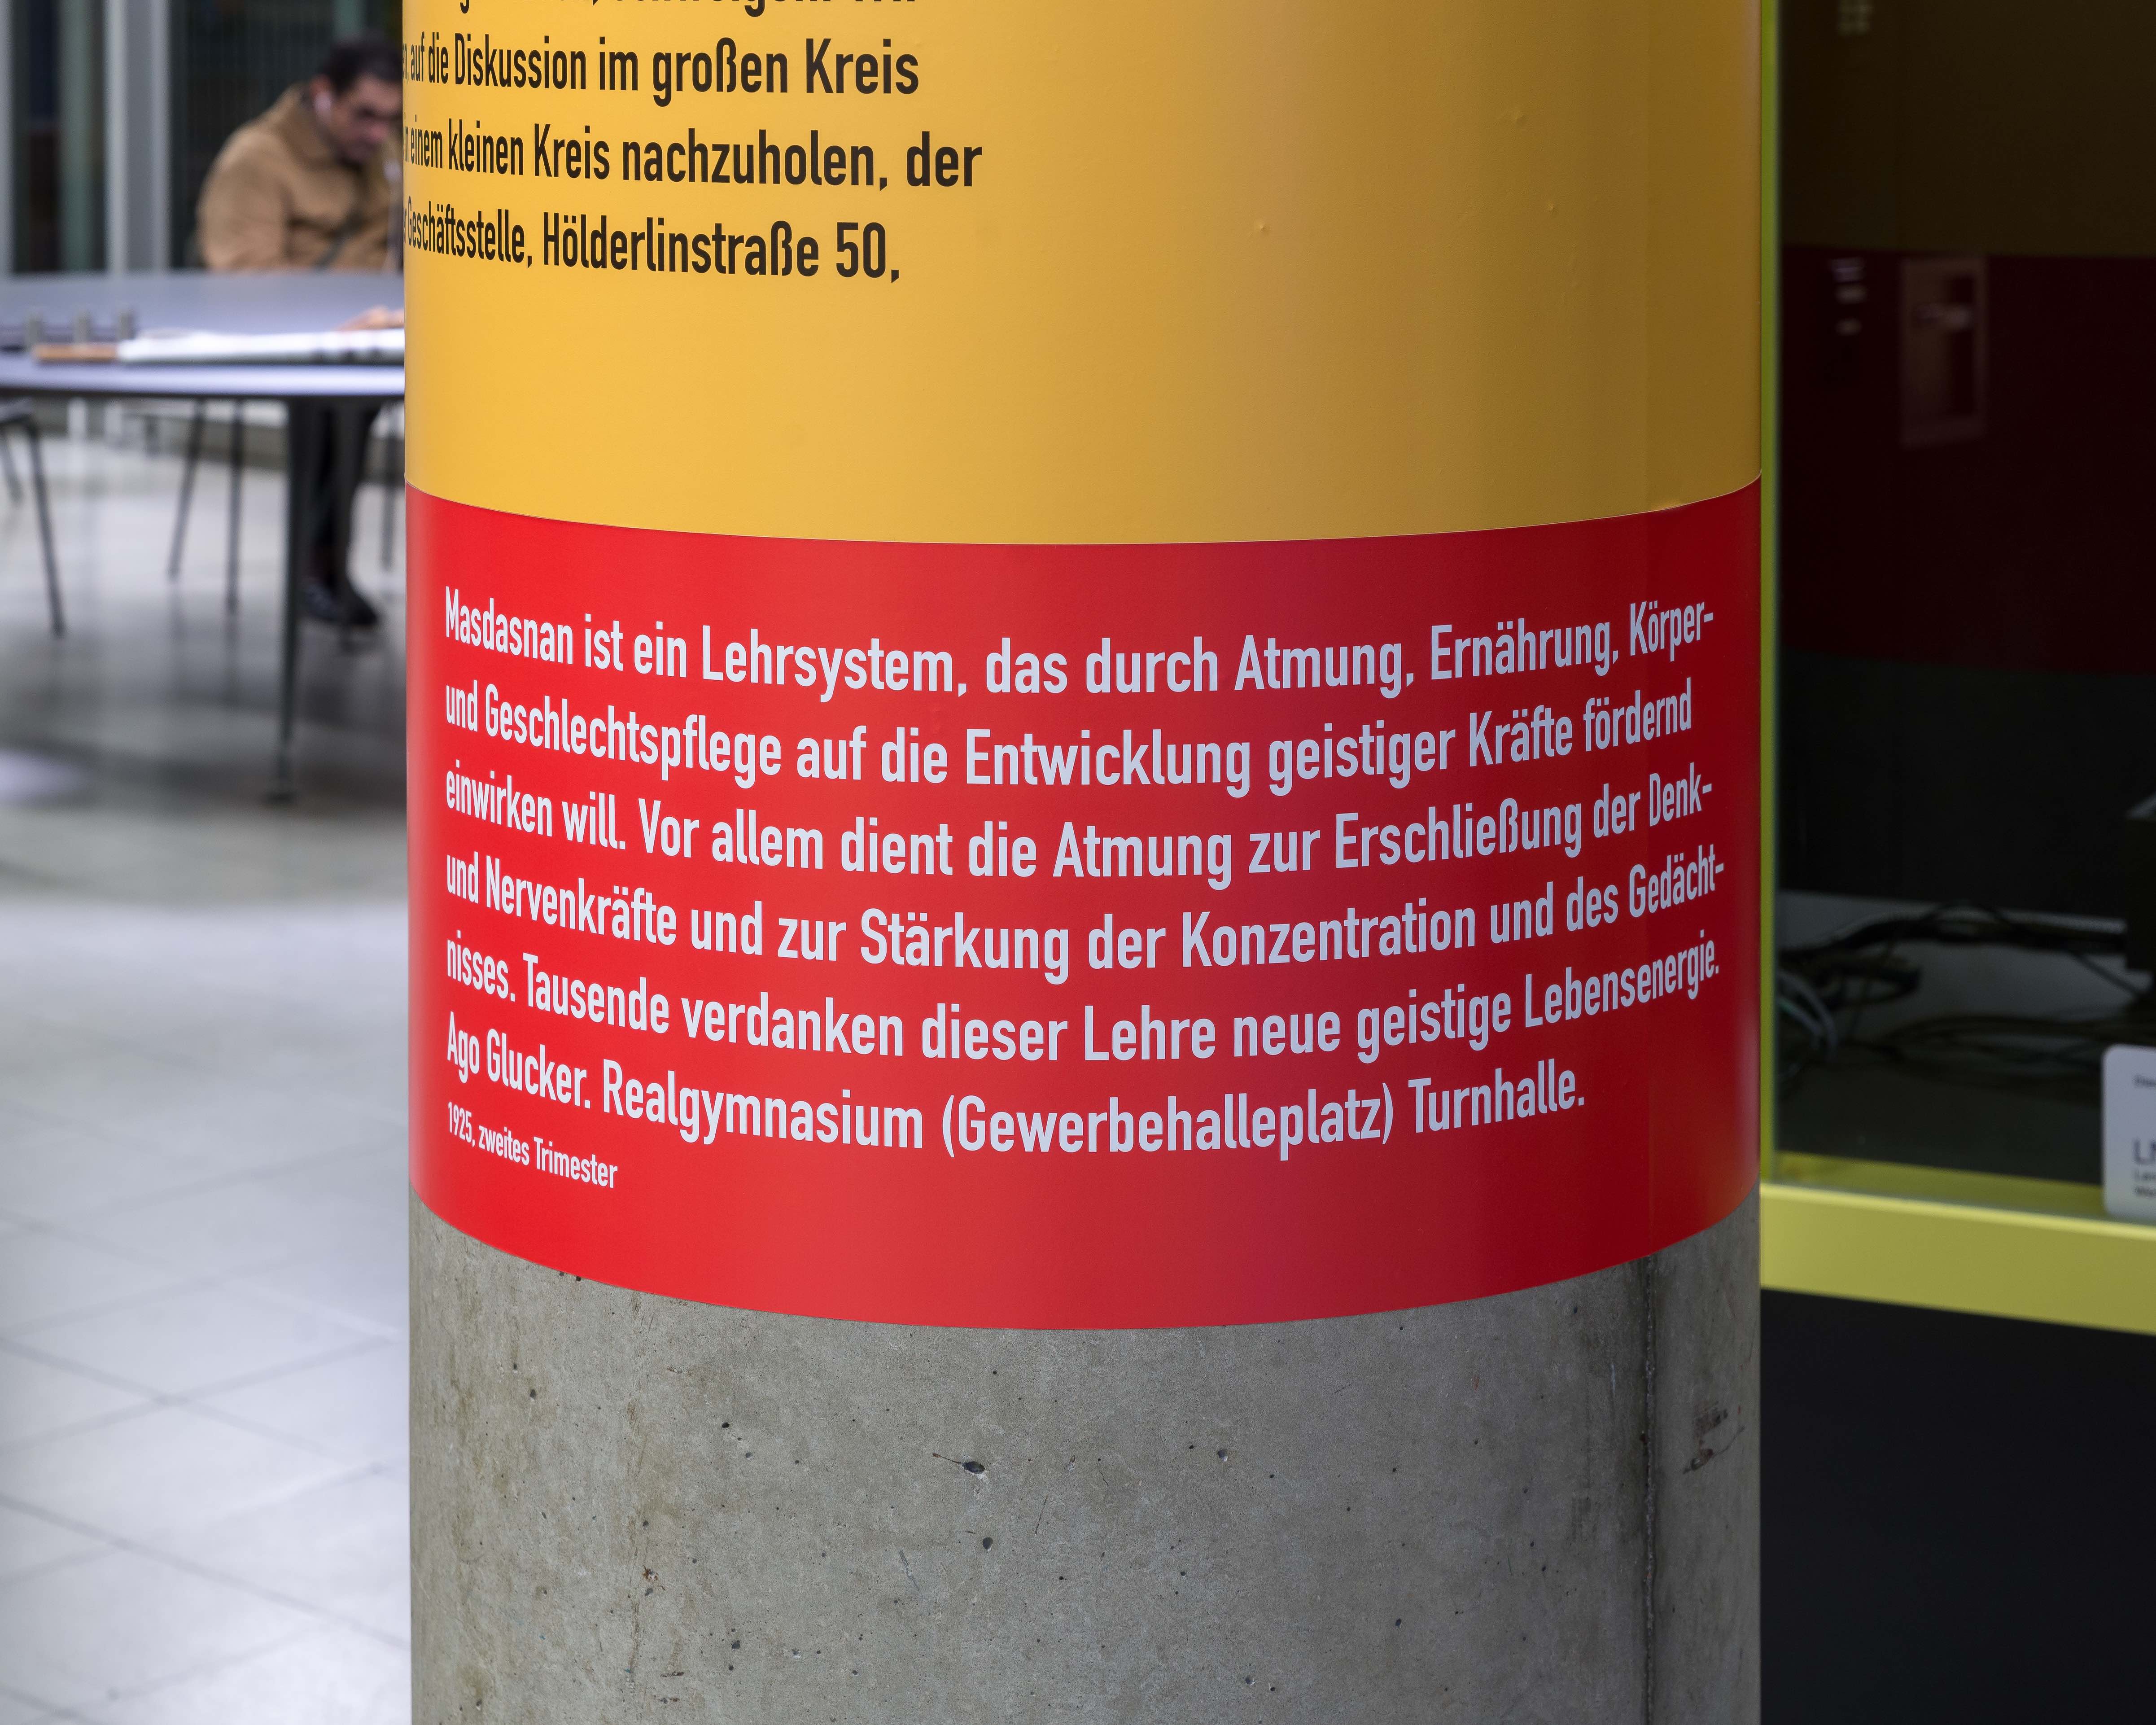 auf die Diskussion im großen Kreis
einem kleinen Kreis nachzuholen, der
Geschäftsstelle, Hölderlinstraße 50,
Masdasnan ist ein Lehrsystem, das durch Atmung, Ernährung, Körper-
und Geschlechtspflege auf die Entwicklung geistiger Kräfte fördernd
einwirken will. Vor allem dient die Atmung zur Erschließung der Denk-
und Nervenkräfte und zur Stärkung der Konzentration und des Gedächt-
nisses. Tausende verdanken dieser Lehre neue geistige Lebensenergie.
Ago Glucker. Realgymnasium (Gewerbehalleplatz) Turnhalle.
1925, zweites Trimester